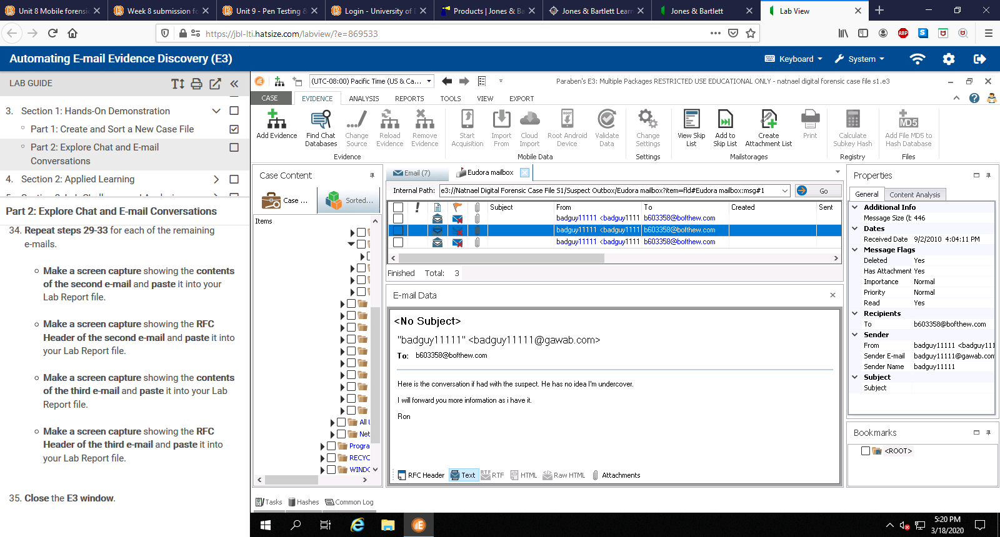 Unit 8 Mobile forensi
Week 8 submission fo
Unit 9 - Pen Testing &
Login - University of
Products | Jones & Ba
Jones & Bartlett Lear
Jones & Bartlett
Lab View
https://jbl-lti.hatsize.com/labview/?e=869533
ABP
Automating E-mail Evidence Discovery (E3)
Keyboard
System
LAB GUIDE
3. Section 1: Hands-On Demonstration
Part 1: Create and Sort a New Case File
Part 2: Explore Chat and E-mail
Conversations
4. Section 2: Applied Learning
Part 2: Explore Chat and E-mail Conversations
34. Repeat steps 29-33 for each of the remaining
e-mails.
Make a screen capture showing the contents
of the second e-mail and paste it into your
Lab Report file.
Make a screen capture showing the RFC
Header of the second e-mail and paste it into
your Lab Report file.
Make a screen capture showing the contents
of the third e-mail and paste it into your Lab
Report file.
Make a screen capture showing the RFC
Header of the third e-mail and paste it into
your Lab Report file.
35. Close the E3 window.
(UTC-08:00) Pacific Time (US & Ca...
Paraben's E3: Multiple Packages RESTRICTED USE EDUCATIONAL ONLY - natnael digital forensic case file s1.e3
CASE EVIDENCE ANALYSIS REPORTS TOOLS VIEW EXPORT
Add Evidence
Find Chat
Databases
Change
Source
Reload
Evidence
Remove
Evidence
Evidence
Start
Acquisition
Import
From
Cloud
Import
Root Android
Device
Validate
Data
Mobile Data
Change
Settings
Settings
View Skip
List
Add to
Skip List
Create
Attachment List
Print
Mailstorages
Calculate
Subkey Hash
Registry
Add File MD5 to
Hash Database
Files
Case Content
Case ...
Sorted...
Items
All U
Net
Progra
RECYC
WINDO
Email (7)
Eudora mailbox
Internal Path: e3://Natnael Digital Forensic Case File S1/Suspect Outbox/Eudora mailbox?item=fld#Eudora mailbox:msg#1
Go
Subject From To Created Sent
badguy11111 <badguy1111 b603358@bofthew.com
badguy11111 <badguy1111 b603358@bofthew.com
badguy11111 <badguy1111 b603358@bofthew.com
Finished Total: 3
E-mail Data
<No Subject>
"badguy11111" <badguy11111@gawab.com>
To: b603358@bofthew.com
Here is the conversation if had with the suspect. He has no idea I'm undercover.
I will forward you more information as i have it.
Ron
RFC Header Text RTF HTML Raw HTML Attachments
Properties
General Content Analysis
Additional Info
Message Size (b 446
Dates
Received Date 9/2/2010 4:04:11 PM
Message Flags
Deleted Yes
Has Attachment Yes
Importance Normal
Priority Normal
Read Yes
Recipients
To b603358@bofthew.com
Sender
From badguy11111 <badguy111
Sender E-mail badguy11111@gawab.com
Sender Name badguy11111
Subject
Subject
Bookmarks
<ROOT>
Tasks Hashes Common Log
5:20 PM
3/18/2020